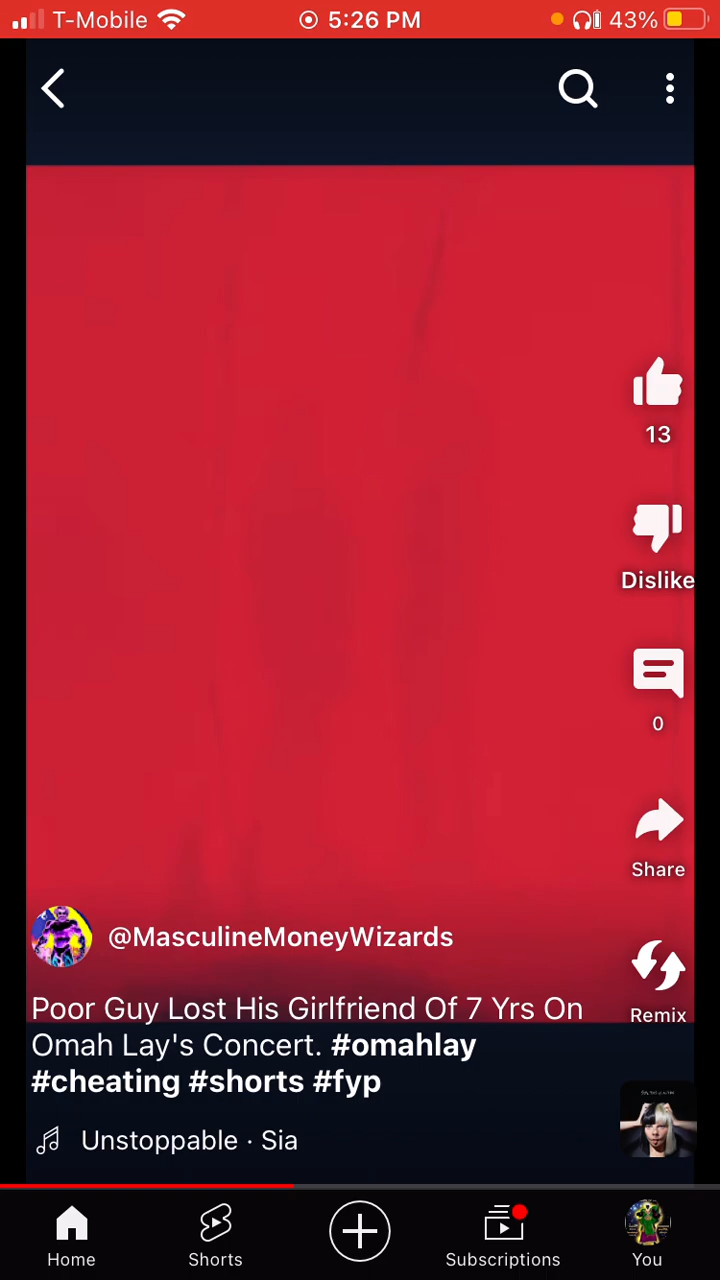 T-Mobile 5:26 PM 43%
13
Dislike
0
Share
@MasculineMoneyWizards
Remix
Poor Guy Lost His Girlfriend Of 7 Yrs On
Omah Lay's Concert. #omahlay
#cheating #shorts #fyp
Unstoppable · Sia
Home Shorts Subscriptions You